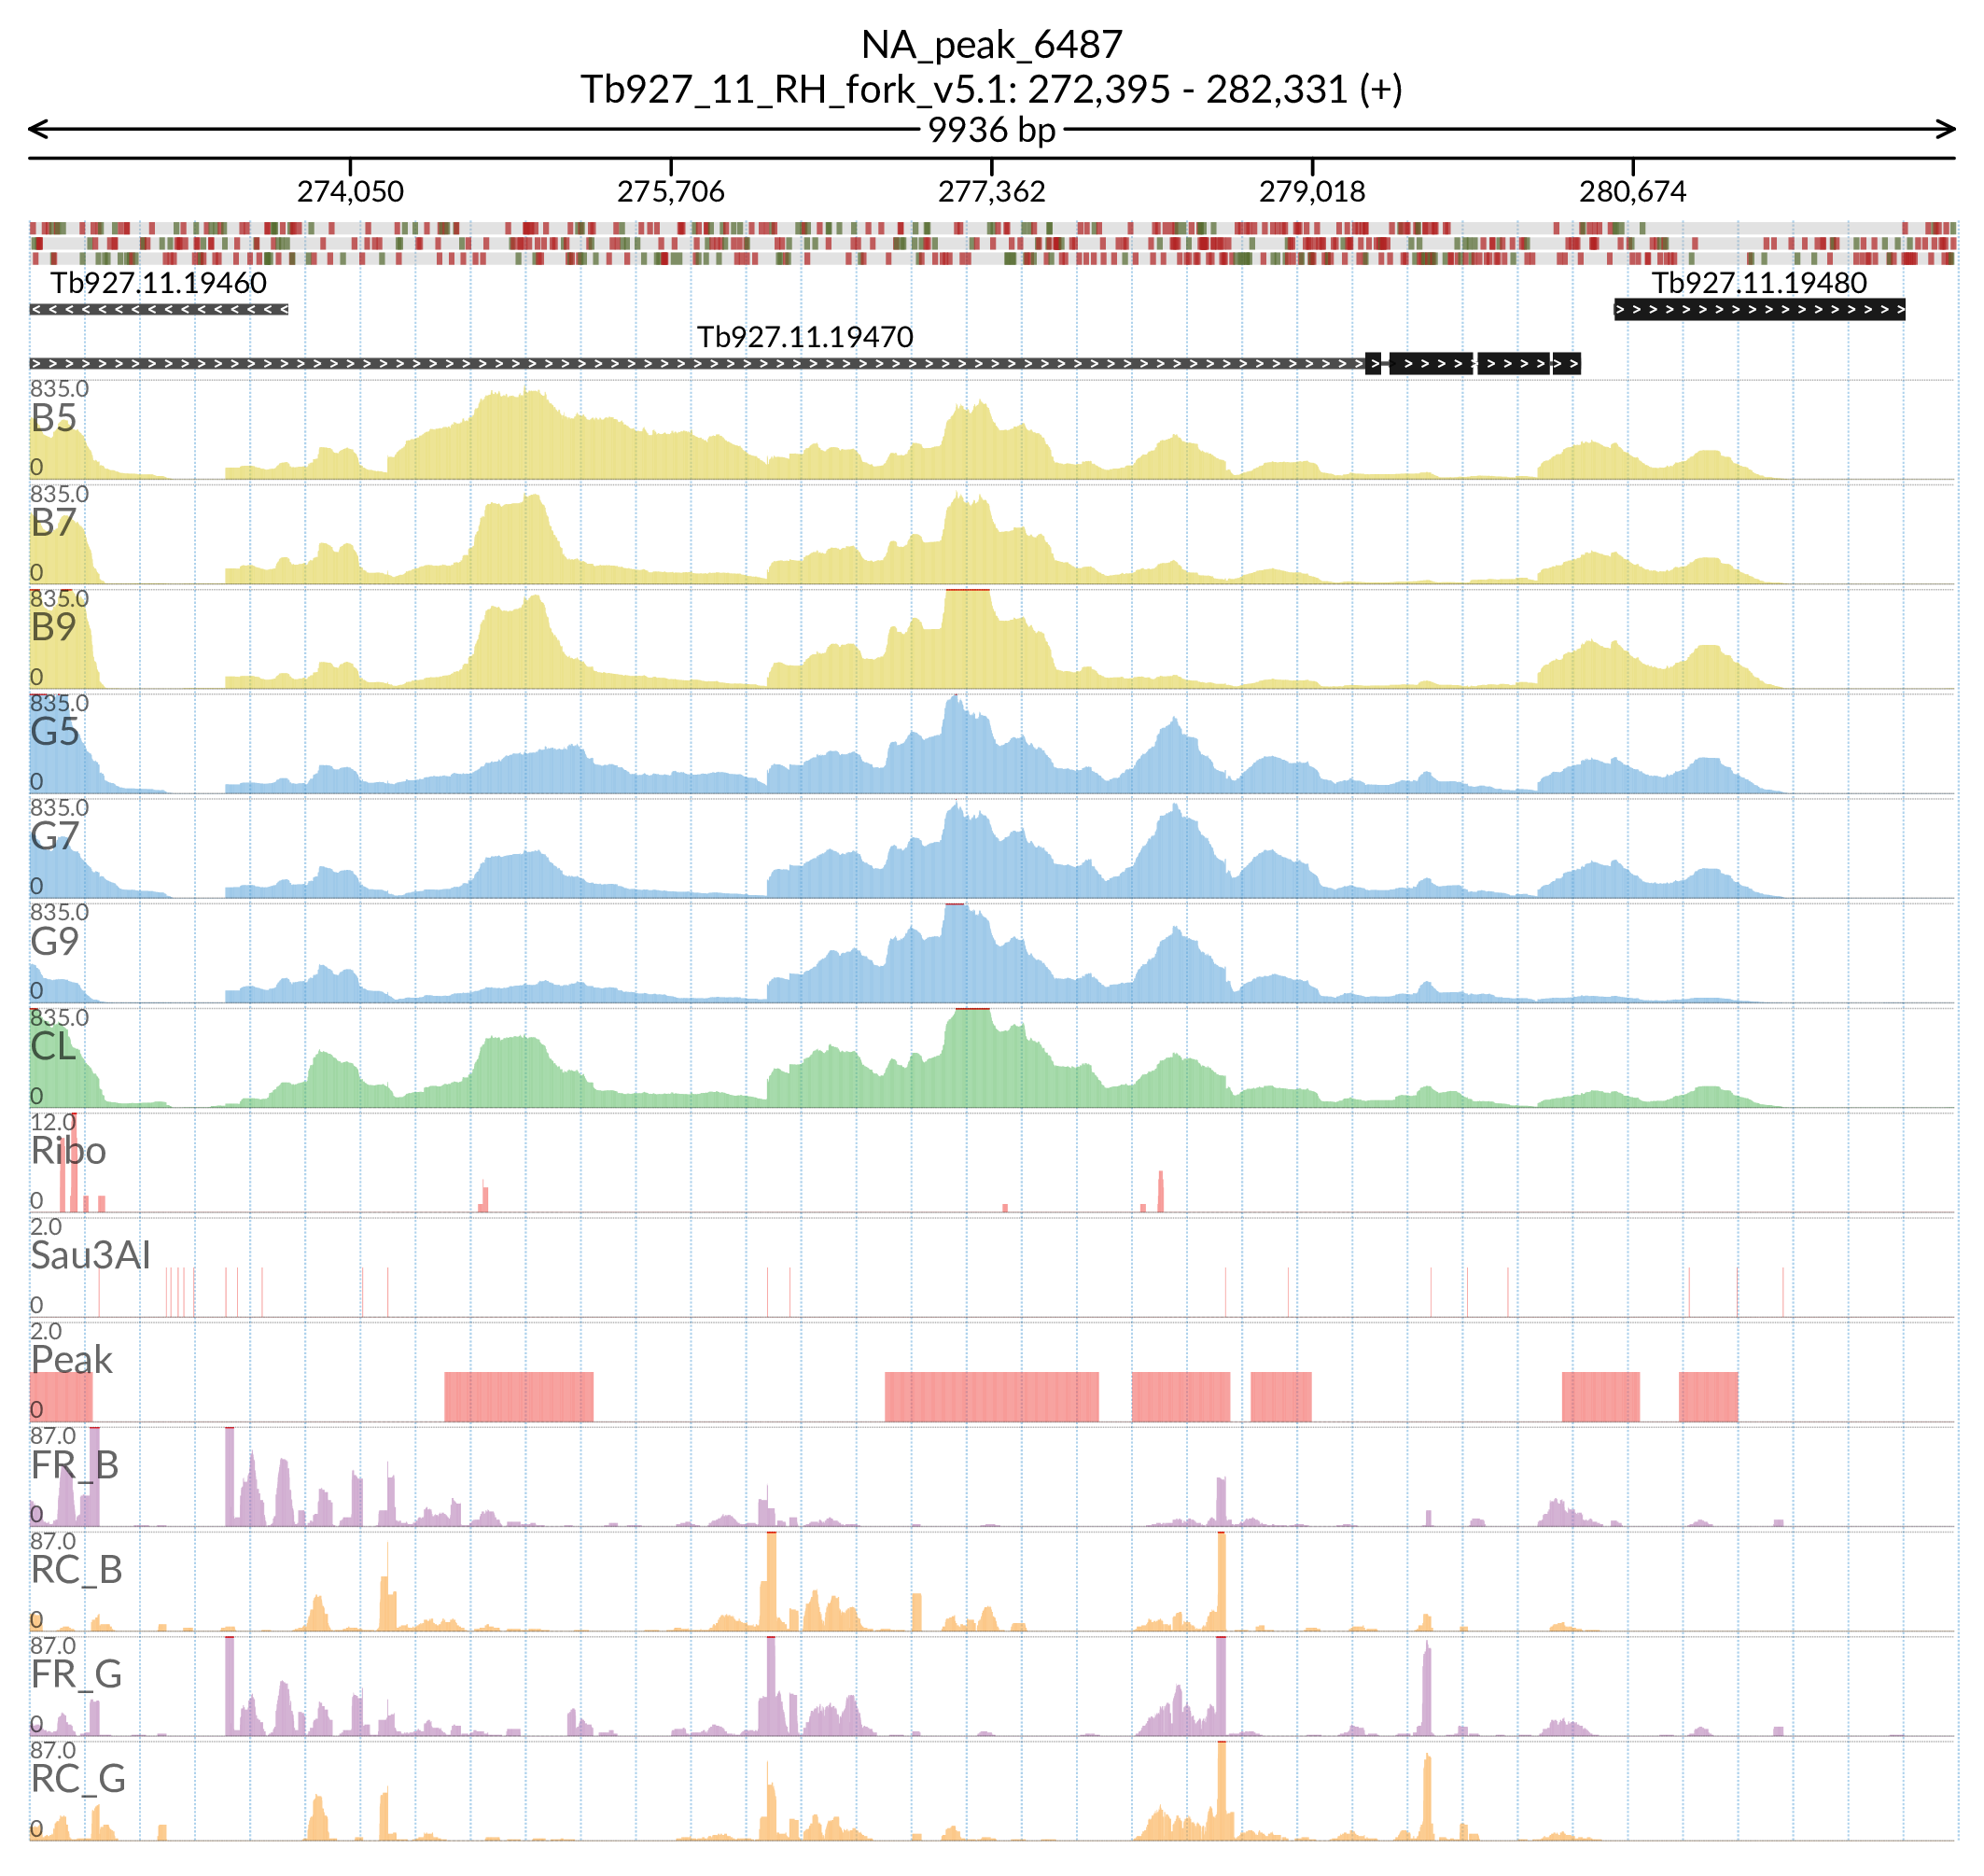 NA_peak_6487
Tb927_11_RH_fork_v5.1: 272,395 - 282,331 (+)
9936 bp
274,050 275,706 277,362 279,018 280,674
Tb927.11.19460 Tb927.11.19480
Tb927.11.19470
835.0
B5
0
835.0
B7
0
835.0
B9
0
835.0
G5
0
835.0
G7
0
835.0
G9
0
835.0
CL
0
12.0
Ribo
0
2.0
Sau3AI
0
2.0
Peak
0
87.0
FR_B
0
87.0
RC_B
0
87.0
FR_G
0
87.0
RC_G
0